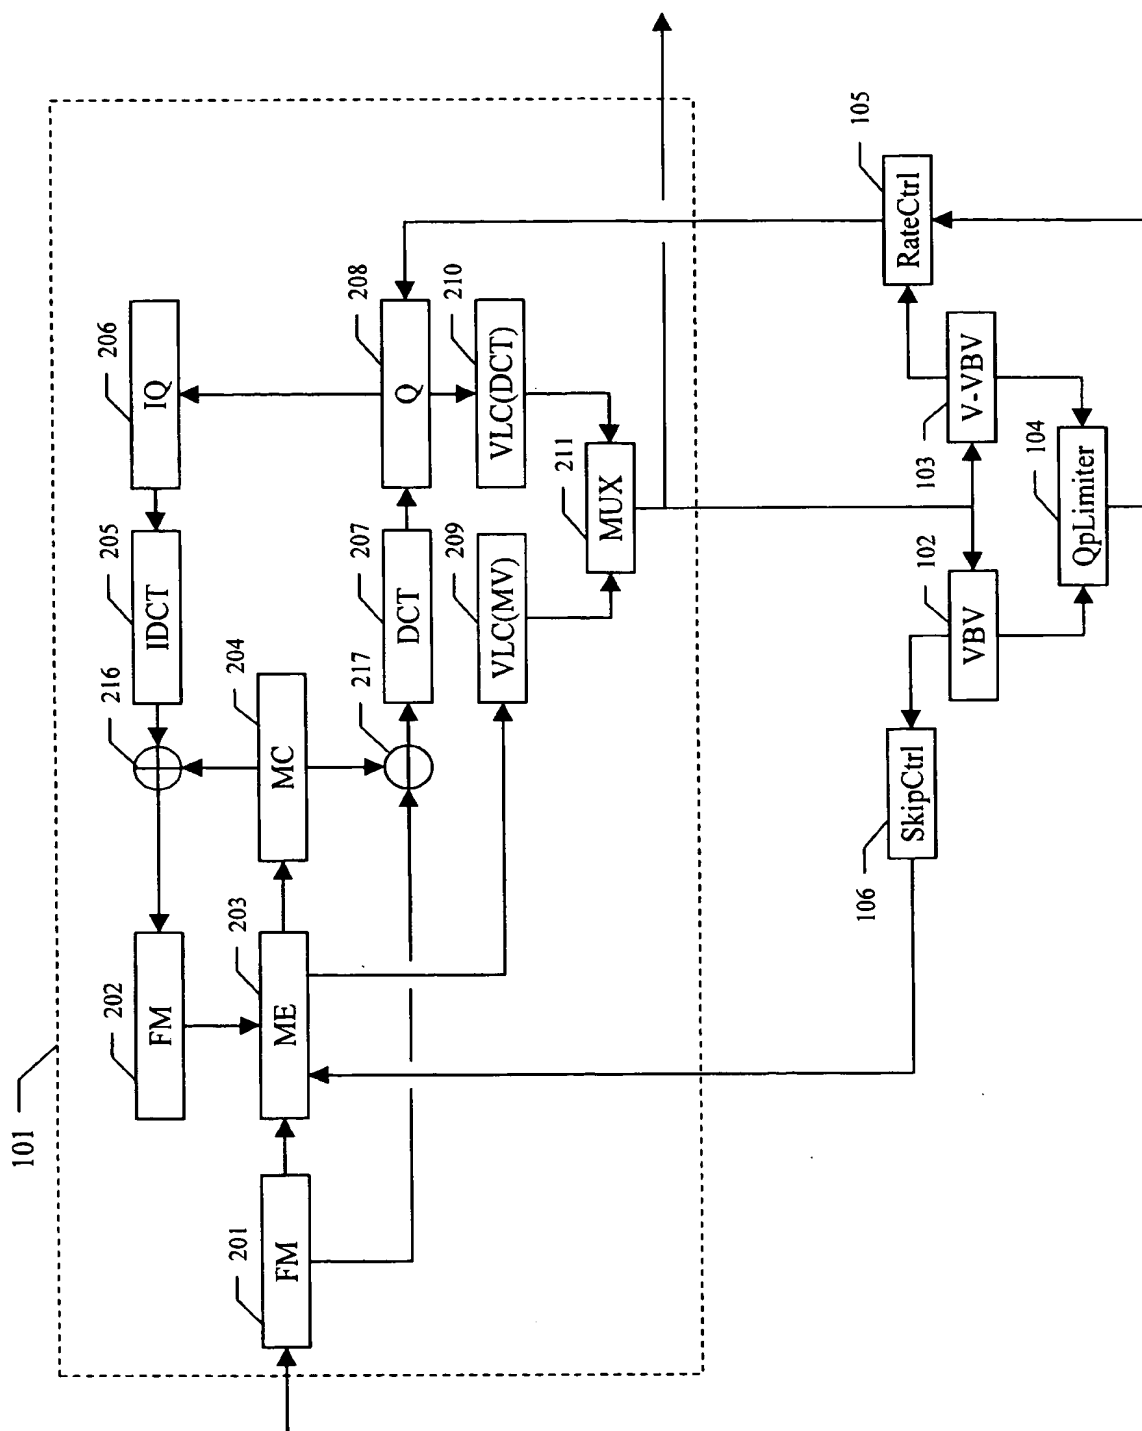 101
202
FM
216
205
IDCT
206
IQ
201
FM
203
ME
204
MC
217
207
DCT
208
Q
209
VLC(MV)
210
VLC(DCT)
211
MUX
106
SkipCtrl
102
VBV
103
V-VBV
105
RateCtrl
104
QpLimiter